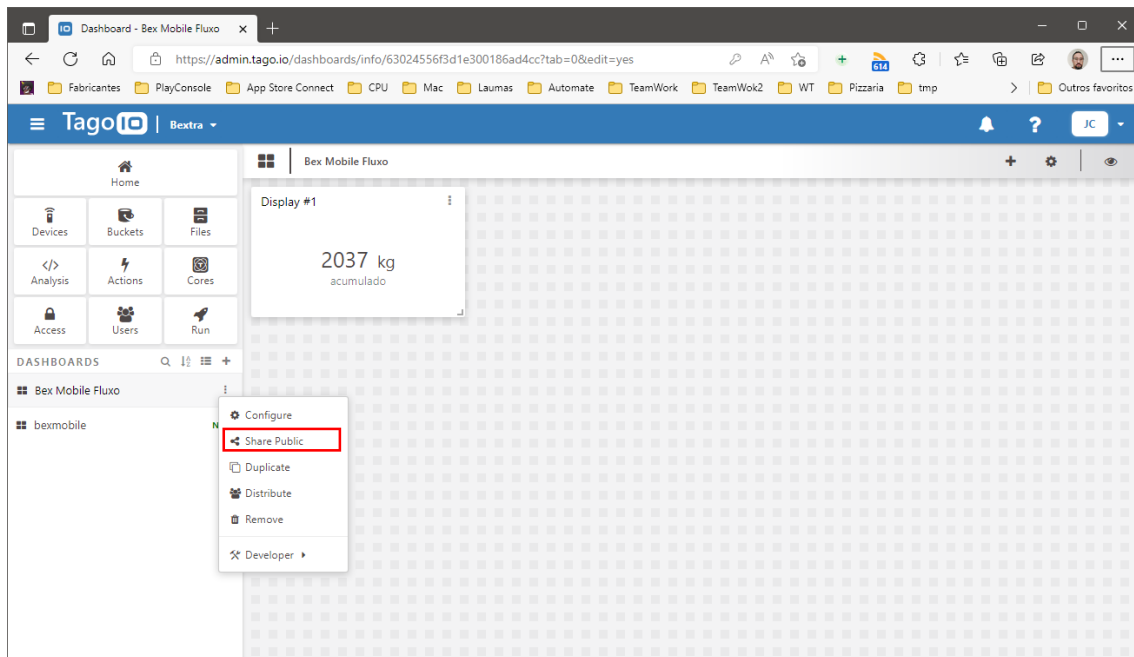 Dashboard - Bex Mobile Fluxo
https://admin.tago.io/dashboards/info/63024556f3d1e300186ad4cc?tab=0&edit=yes
614
Fabricantes PlayConsole App Store Connect CPU Mac Laumas Automate TeamWork TeamWok2 WT Pizzaria tmp Outros favoritos
TagoIO | Bextra JC
Home
Bex Mobile Fluxo
Devices Buckets Files
Display #1
Analysis Actions Cores
2037 kg
acumulado
Access Users Run
DASHBOARDS
Bex Mobile Fluxo
bexmobile N
Configure
Share Public
Duplicate
Distribute
Remove
Developer